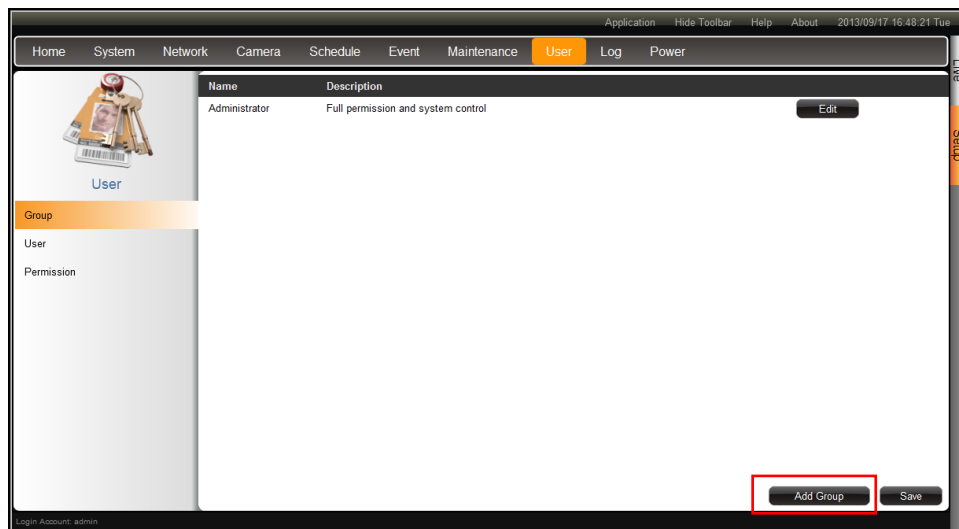 Application Hide Toolbar Help About 2013/09/17 16:48:21 Tue
Home System Network Camera Schedule Event Maintenance User Log Power
Live
Setup
Name Description
Administrator Full permission and system control Edit
User
Group
User
Permission
Add Group Save
Login Account: admin